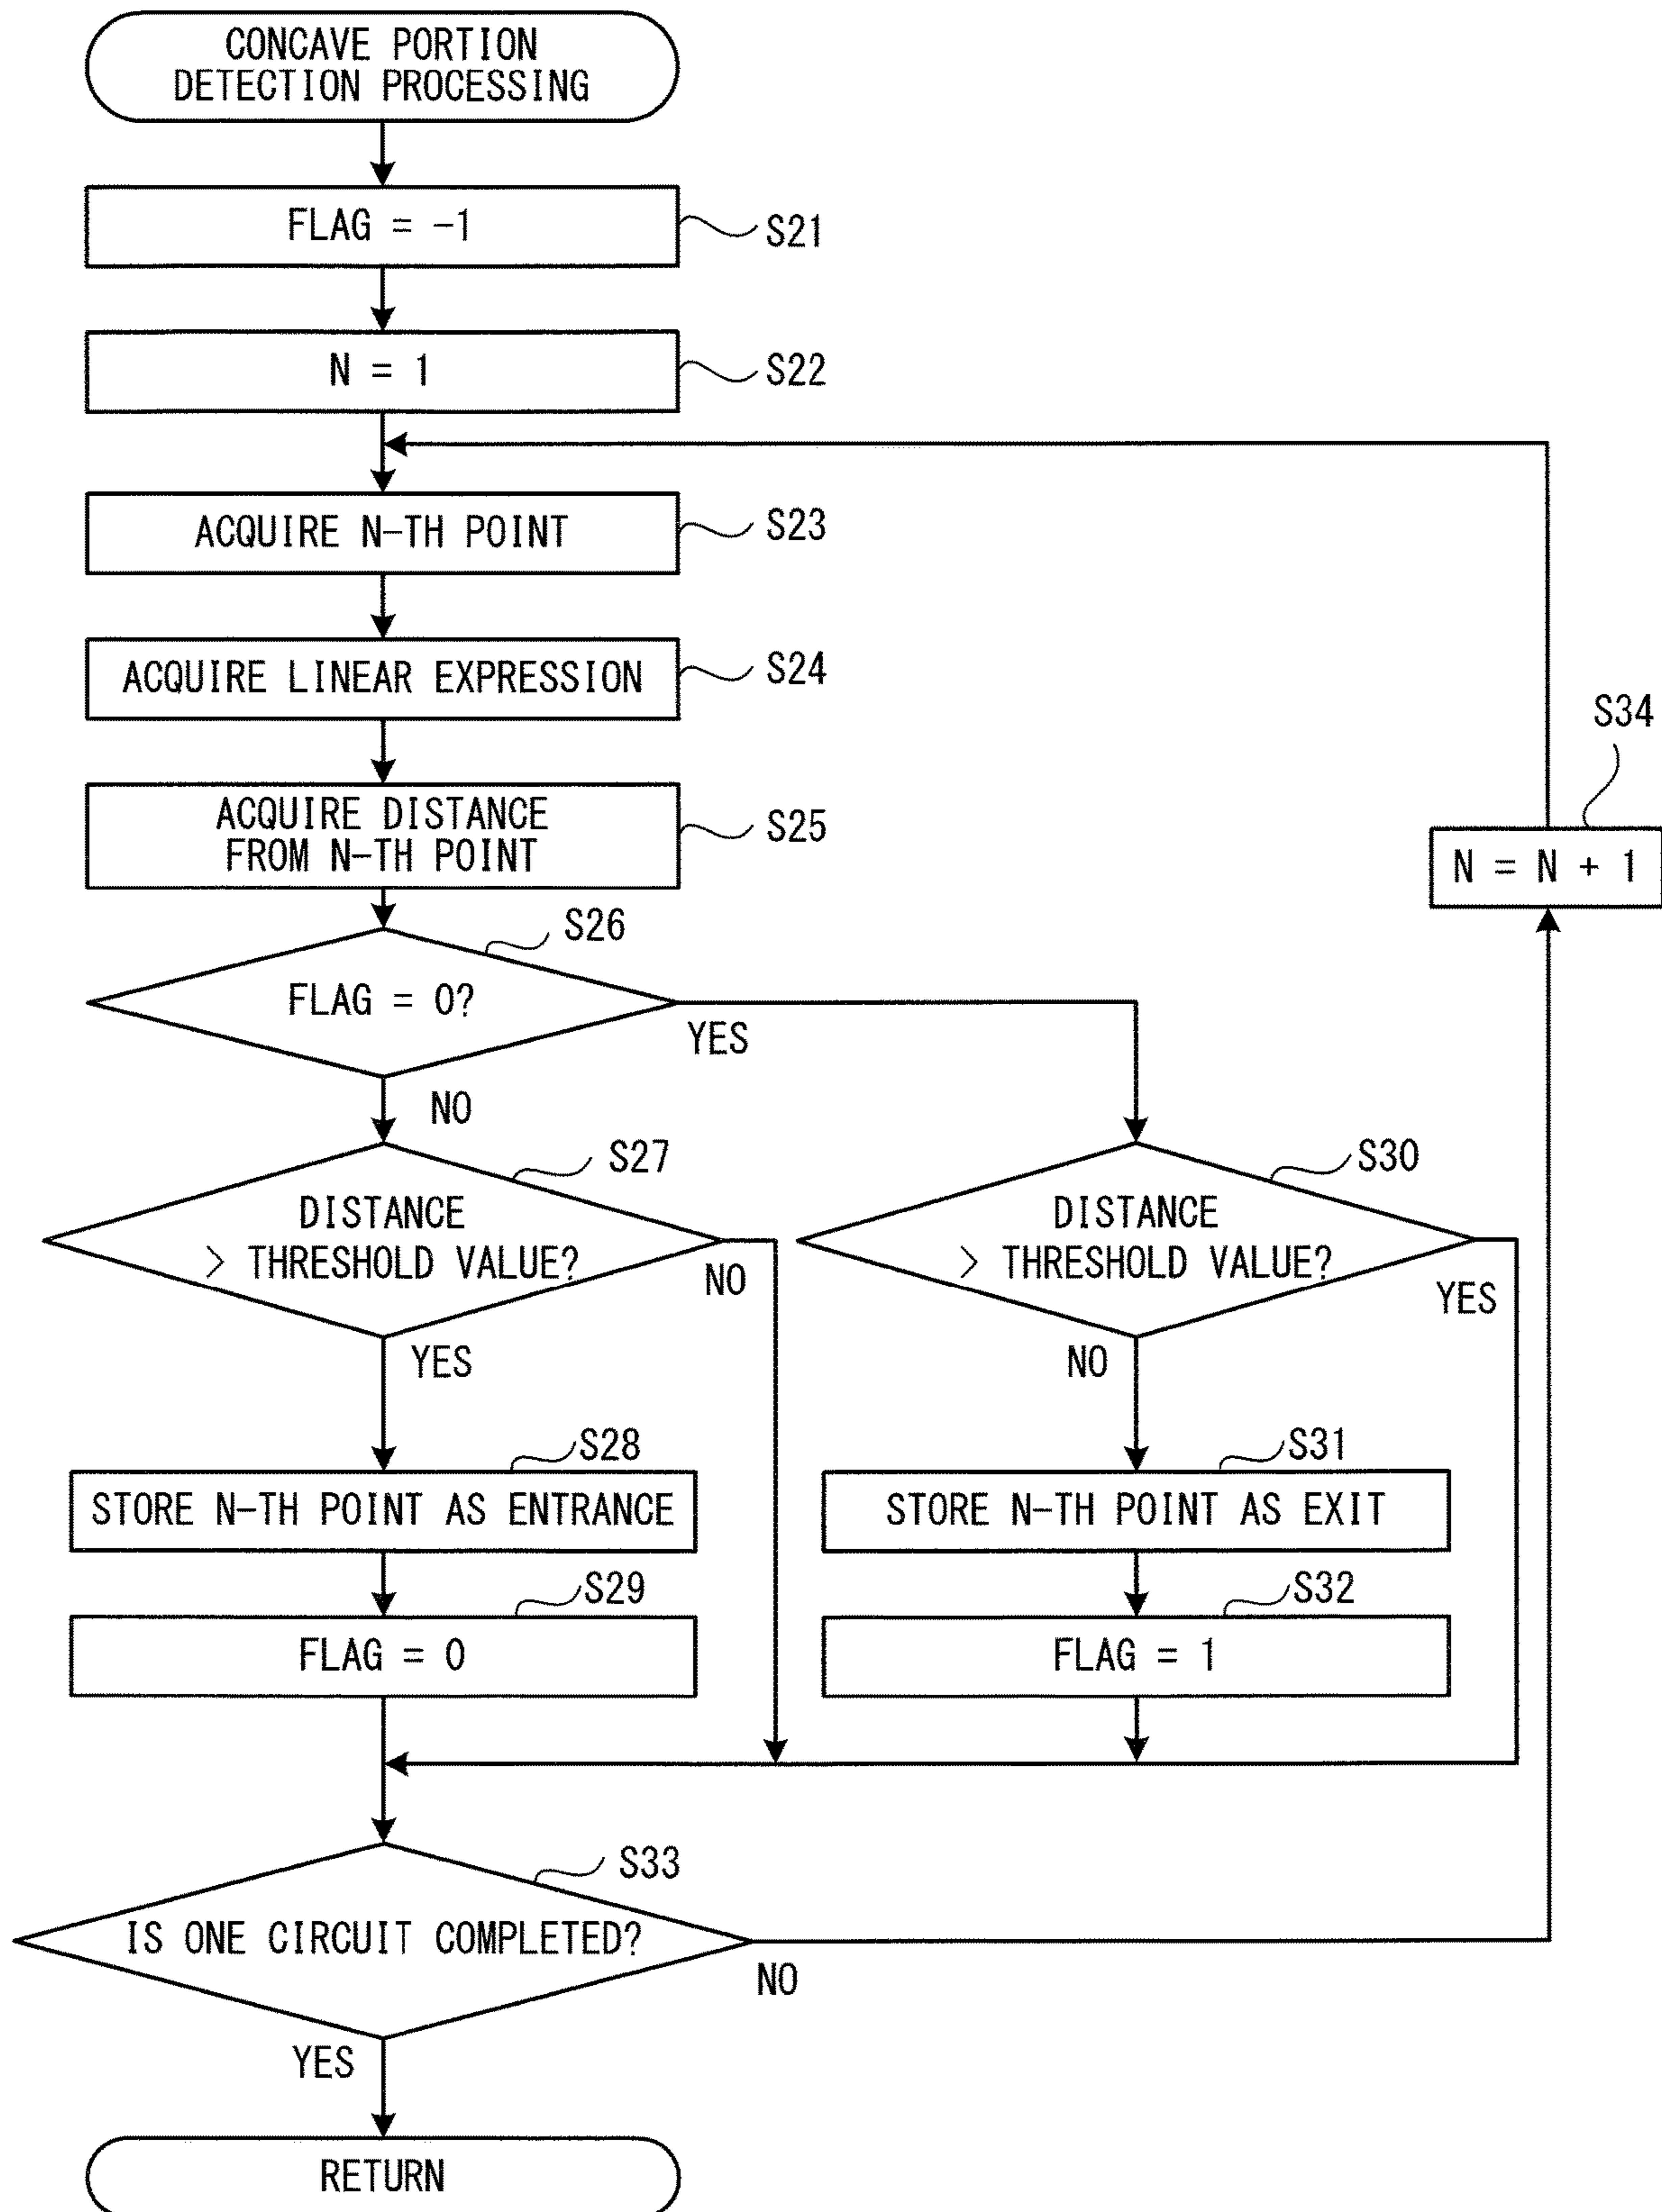 CONCAVE PORTION
DETECTION PROCESSING
FLAG = -1
S21
N = 1
S22
ACQUIRE N-TH POINT
S23
ACQUIRE LINEAR EXPRESSION
S24
S34
ACQUIRE DISTANCE
FROM N-TH POINT
S25
N = N + 1
S26
FLAG = 0?
YES
NO
S27
S30
DISTANCE
> THRESHOLD VALUE?
NO
YES
DISTANCE
> THRESHOLD VALUE?
YES
NO
S28
S31
STORE N-TH POINT AS ENTRANCE
STORE N-TH POINT AS EXIT
S29
S32
FLAG = 0
FLAG = 1
S33
IS ONE CIRCUIT COMPLETED?
NO
YES
RETURN